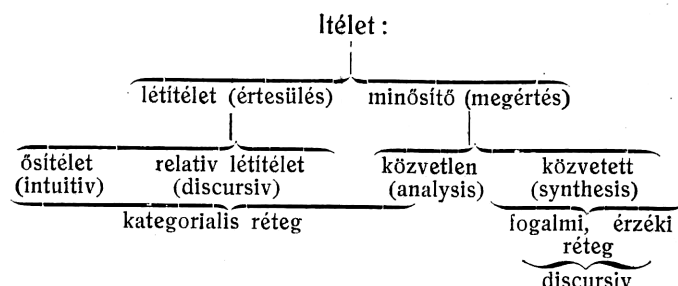 Itélet:
létítélet (értesülés) minősítő (megértés)
ősítélet relativ létítélet közvetlen közvetett
(intuitiv) (discursiv) (analysis) (synthesis)
kategorialis réteg fogalmi, érzéki
réteg
discursiv